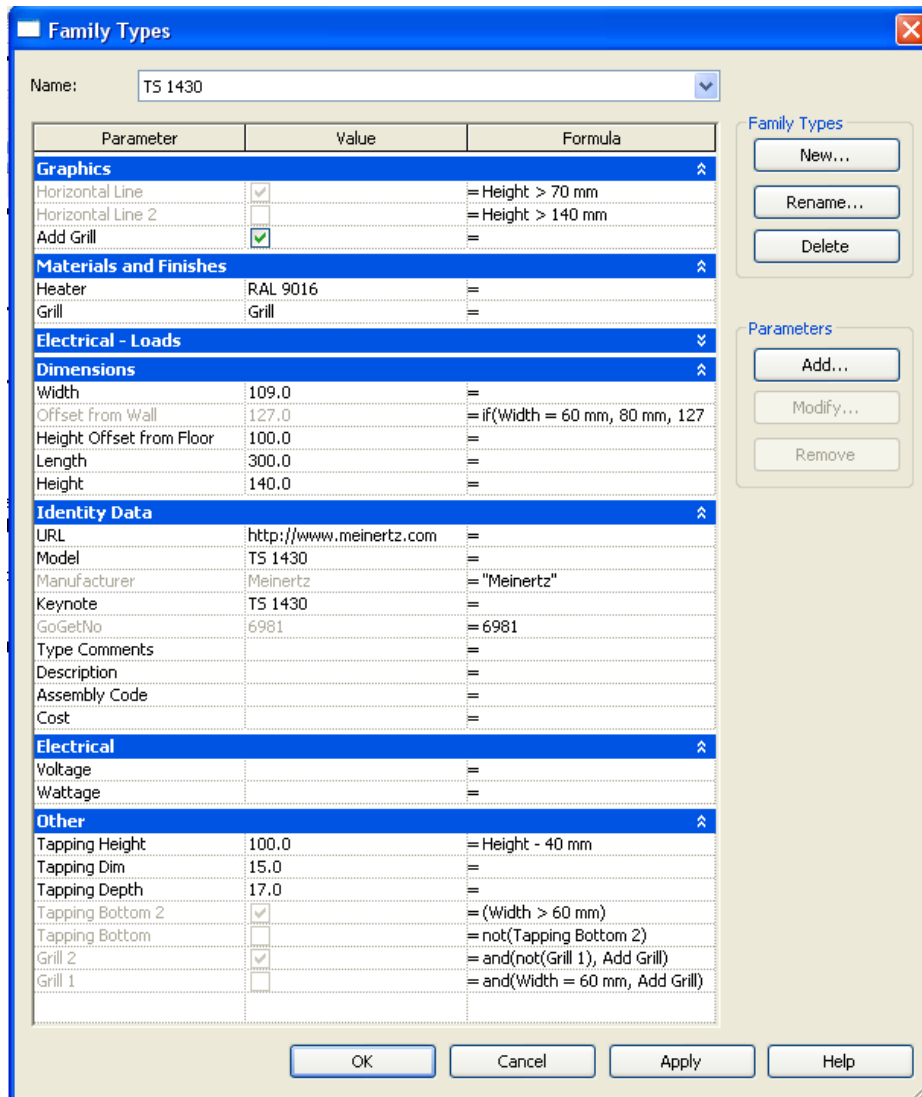 Family Types
Name: TS 1430
Parameter Value Formula
Graphics
Horizontal Line = Height > 70 mm
Horizontal Line 2 = Height > 140 mm
Add Grill =
Materials and Finishes
Heater RAL 9016 =
Grill Grill =
Electrical - Loads
Dimensions
Width 109.0 =
Offset from Wall 127.0 = if(Width = 60 mm, 80 mm, 127
Height Offset from Floor 100.0 =
Length 300.0 =
Height 140.0 =
Identity Data
URL http://www.meinertz.com =
Model TS 1430 =
Manufacturer Meinertz = "Meinertz"
Keynote TS 1430 =
GoGetNo 6981 = 6981
Type Comments =
Description =
Assembly Code =
Cost =
Electrical
Voltage =
Wattage =
Other
Tapping Height 100.0 = Height - 40 mm
Tapping Dim 15.0 =
Tapping Depth 17.0 =
Tapping Bottom 2 = (Width > 60 mm)
Tapping Bottom = not(Tapping Bottom 2)
Grill 2 = and(not(Grill 1), Add Grill)
Grill 1 = and(Width = 60 mm, Add Grill)
Family Types
New...
Rename...
Delete
Parameters
Add...
Modify...
Remove
OK Cancel Apply Help